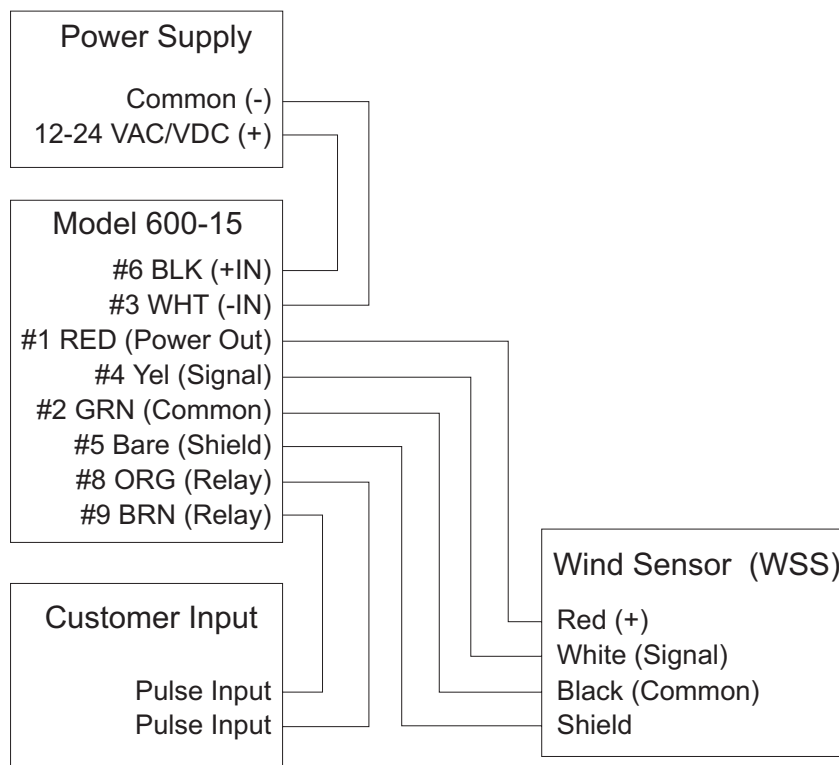 Power Supply
Common (-)
12-24 VAC/VDC (+)
Model 600-15
#6 BLK (+IN)
#3 WHT (-IN)
#1 RED (Power Out)
#4 Yel (Signal)
#2 GRN (Common)
#5 Bare (Shield)
#8 ORG (Relay)
#9 BRN (Relay)
Customer Input
Pulse Input
Pulse Input
Wind Sensor (WSS)
Red (+)
White (Signal)
Black (Common)
Shield